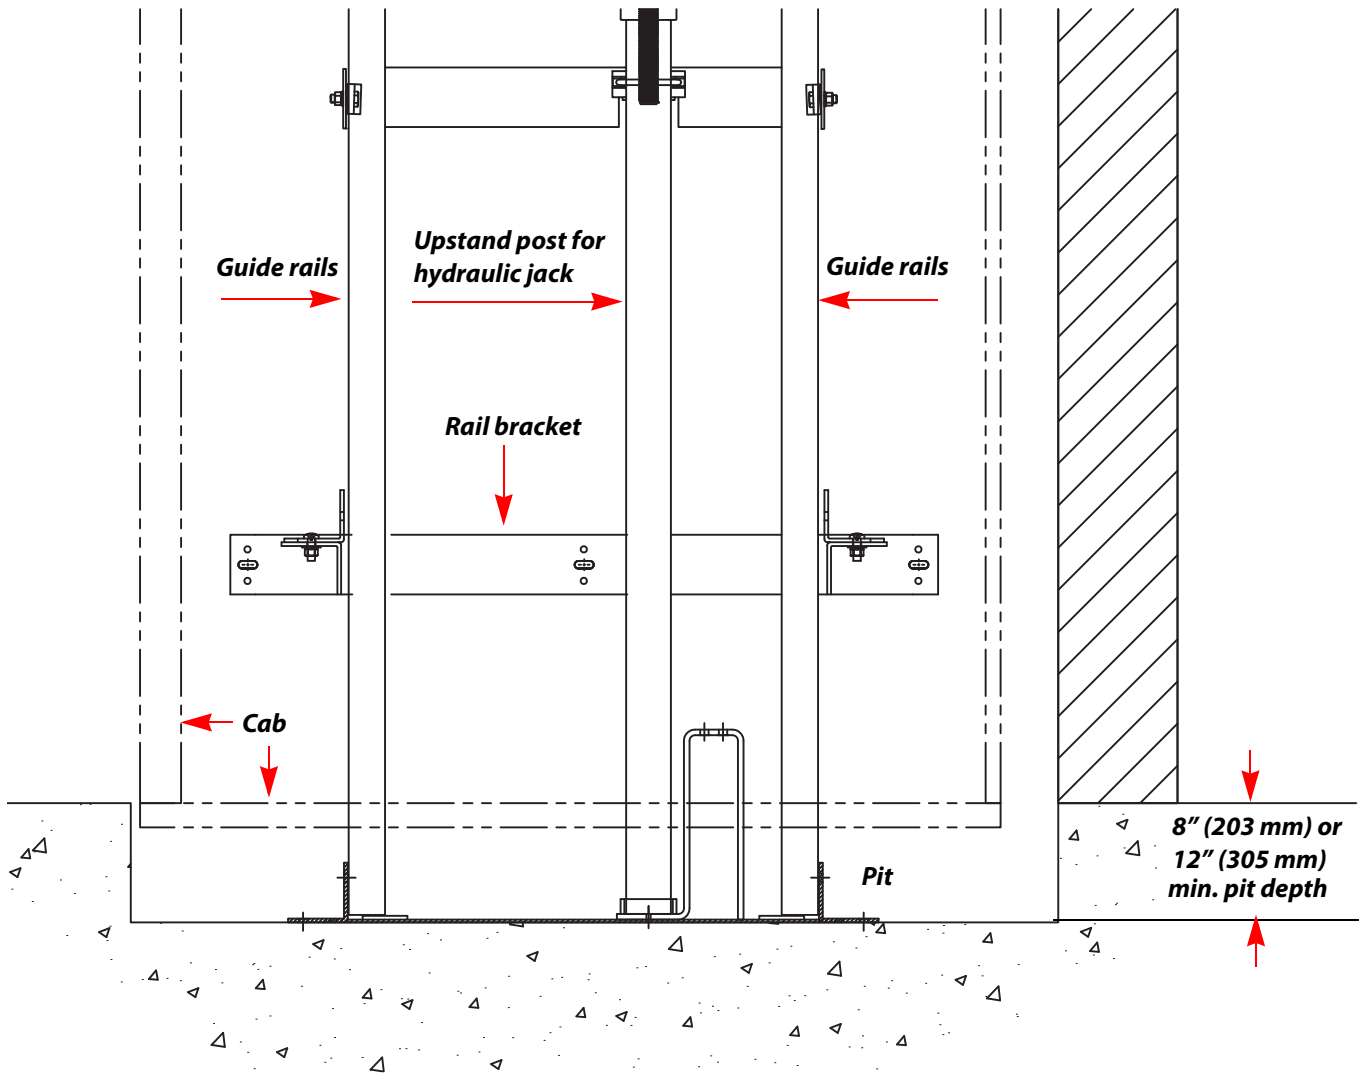 Upstand post for
hydraulic jack
Guide rails
Guide rails
Rail bracket
Cab
8” (203 mm) or
12” (305 mm)
min. pit depth
Pit